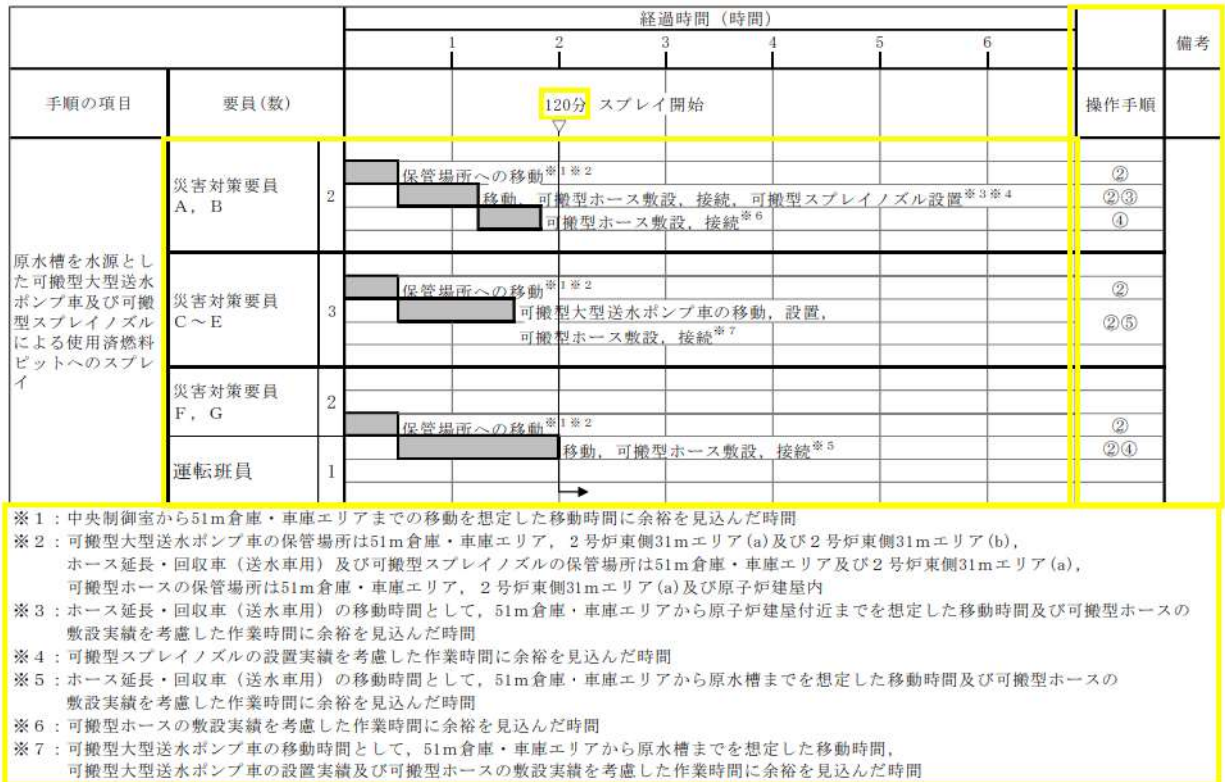 経過時間（時間）
1 2 3 4 5 6
備考
手順の項目 要員(数) 操作手順
120分 スプレイ開始
▽
原水槽を水源とし
た可搬型大型送水
ポンプ車及び可搬
型スプレイノズル
による使用済燃料
ピットへのスプレ
イ
災害対策要員
A，B
2
保管場所への移動※1※2
②
移動，可搬型ホース敷設，接続，可搬型スプレイノズル設置※3※4
②③
可搬型ホース敷設，接続※6
④
災害対策要員
C～E
3
保管場所への移動※1※2
②
可搬型大型送水ポンプ車の移動，設置，
可搬型ホース敷設，接続※7
②⑤
災害対策要員
F，G
2
保管場所への移動※1※2
②
移動，可搬型ホース敷設，接続※5
②④
運転班員
1
※1：中央制御室から51m倉庫・車庫エリアまでの移動を想定した移動時間に余裕を見込んだ時間
※2：可搬型大型送水ポンプ車の保管場所は51m倉庫・車庫エリア，2号炉東側31mエリア(a)及び2号炉東側31mエリア(b)，
ホース延長・回収車（送水車用）及び可搬型スプレイノズルの保管場所は51m倉庫・車庫エリア及び2号炉東側31mエリア(a)，
可搬型ホースの保管場所は51m倉庫・車庫エリア，2号炉東側31mエリア(a)及び原子炉建屋内
※3：ホース延長・回収車（送水車用）の移動時間として，51m倉庫・車庫エリアから原子炉建屋付近までを想定した移動時間及び可搬型ホースの
敷設実績を考慮した作業時間に余裕を見込んだ時間
※4：可搬型スプレイノズルの設置実績を考慮した作業時間に余裕を見込んだ時間
※5：ホース延長・回収車（送水車用）の移動時間として，51m倉庫・車庫エリアから原水槽までを想定した移動時間及び可搬型ホースの
敷設実績を考慮した作業時間に余裕を見込んだ時間
※6：可搬型ホースの敷設実績を考慮した作業時間に余裕を見込んだ時間
※7：可搬型大型送水ポンプ車の移動時間として，51m倉庫・車庫エリアから原水槽までを想定した移動時間，
可搬型大型送水ポンプ車の設置実績及び可搬型ホースの敷設実績を考慮した作業時間に余裕を見込んだ時間